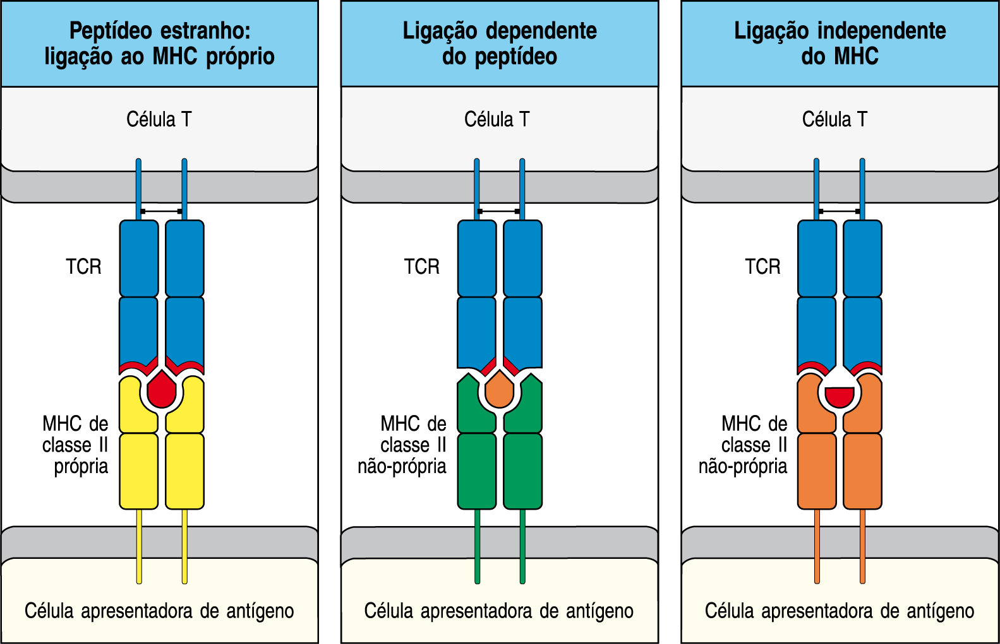 Peptídeo estranho:
ligação ao MHC próprio
Célula T
TCR
MHC de
classe II
própria
Célula apresentadora de antígeno
Ligação dependente
do peptídeo
Célula T
TCR
MHC de
classe II
não-própria
Célula apresentadora de antígeno
Ligação independente
do MHC
Célula T
TCR
MHC de
classe II
não-própria
Célula apresentadora de antígeno